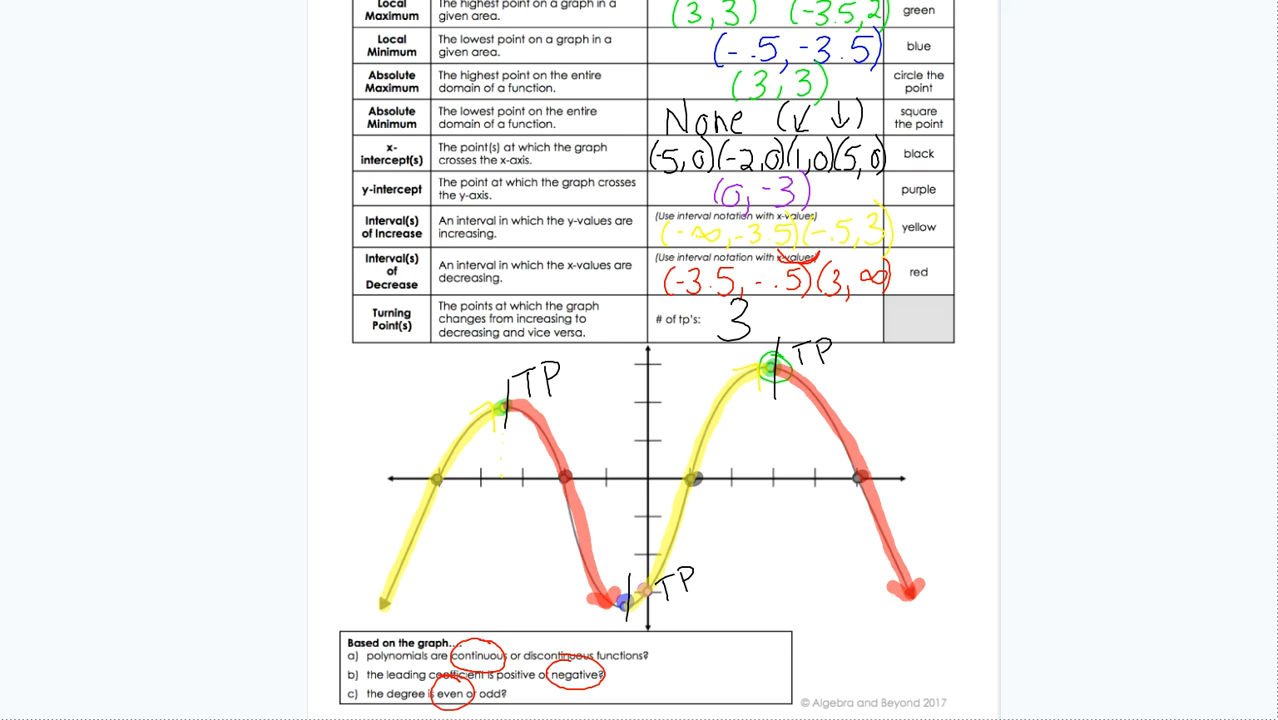 Local The highest point on a graph in a (3, 3) (-3.5, 2) green
Maximum given area.
Local The lowest point on a graph in a (-.5, -3.5) blue
Minimum given area.
Absolute The highest point on the entire (3, 3) circle the
Maximum domain of a function. point
Absolute The lowest point on the entire None (↙ ↓) square
Minimum domain of a function. the point
x- The point(s) at which the graph (-5, 0)(-2, 0)(1, 0)(5, 0) black
intercept(s) crosses the x-axis.
y-intercept The point at which the graph crosses (0, -3) purple
the y-axis.
Interval(s) An interval in which the y-values are (Use interval notation with x-values) yellow
of Increase increasing. (-∞, -3.5)(-.5, 3)
Interval(s) An interval in which the x-values are (Use interval notation with x-values) red
of decreasing. (-3.5, -.5)(3, ∞)
Decrease
Turning The points at which the graph # of tp's: 3
Point(s) changes from increasing to
decreasing and vice versa.
TP
TP
TP
Based on the graph...
a) polynomials are continuous or discontinuous functions?
b) the leading coefficient is positive or negative?
c) the degree is even or odd?
© Algebra and Beyond 2017